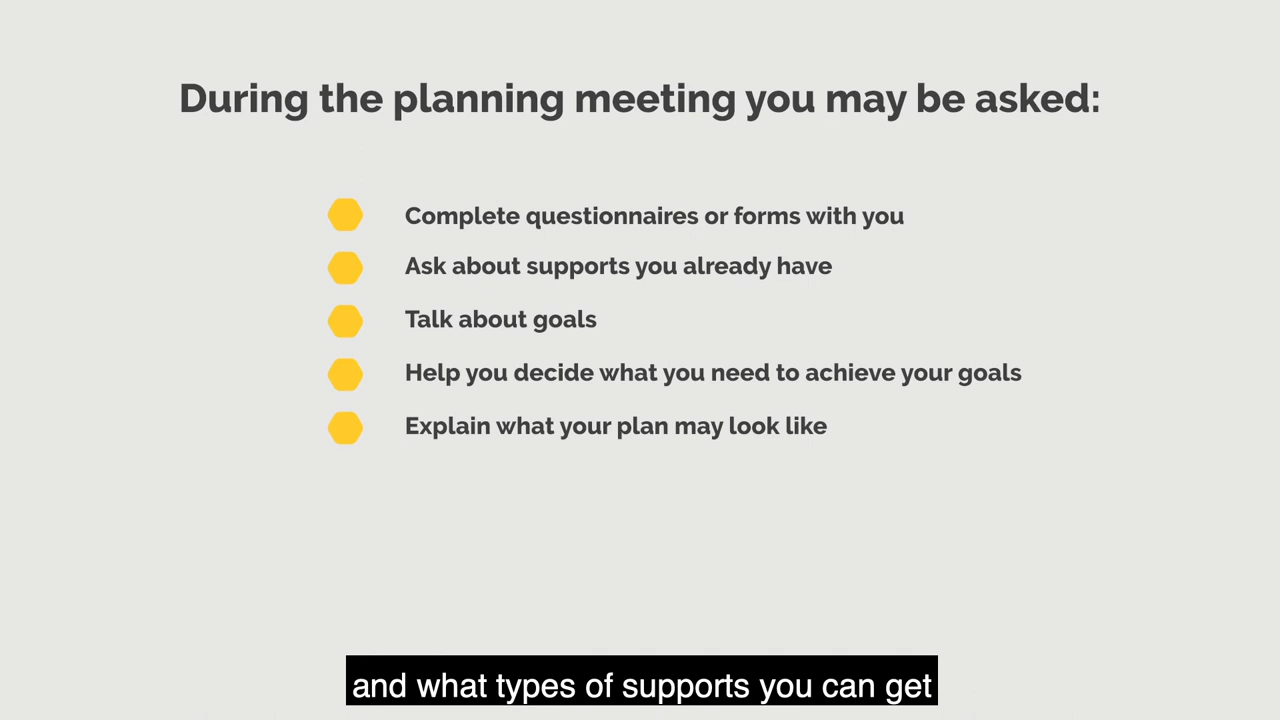 During the planning meeting you may be asked:
Complete questionnaires or forms with you
Ask about supports you already have
Talk about goals
Help you decide what you need to achieve your goals
Explain what your plan may look like
and what types of supports you can get